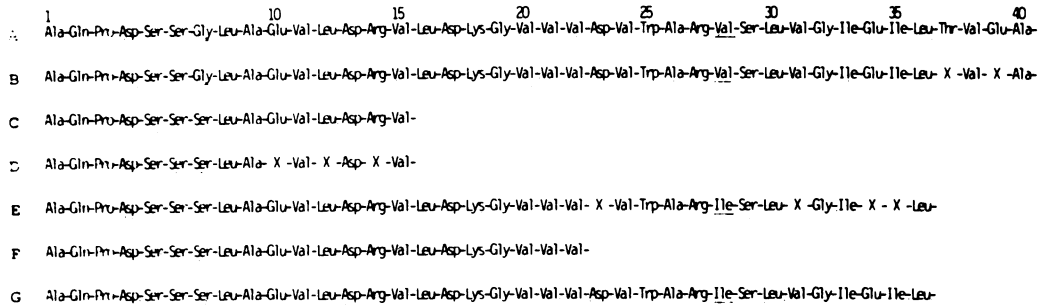 1 10 15 20 25 30 35 40
A Ala-Gln-Pro-Asp-Ser-Ser-Gly-Leu-Ala-Glu-Val-Leu-Asp-Arg-Val-Leu-Asp-Lys-Gly-Val-Val-Val-Asp-Val-Trp-Ala-Arg-Val-Ser-Leu-Val-Gly-Ile-Glu-Ile-Leu-Thr-Val-Glu-Ala-
B Ala-Gln-Pro-Asp-Ser-Ser-Gly-Leu-Ala-Glu-Val-Leu-Asp-Arg-Val-Leu-Asp-Lys-Gly-Val-Val-Val-Asp-Val-Trp-Ala-Arg-Val-Ser-Leu-Val-Gly-Ile-Glu-Ile-Leu- X -Val- X -Ala-
C Ala-Gln-Pro-Asp-Ser-Ser-Ser-Leu-Ala-Glu-Val-Leu-Asp-Arg-Val-
Ala-Gln-Pro-Asp-Ser-Ser-Ser-Leu-Ala- X -Val- X -Asp- X -Val-
E Ala-Gln-Pro-Asp-Ser-Ser-Ser-Leu-Ala-Glu-Val-Leu-Asp-Arg-Val-Leu-Asp-Lys-Gly-Val-Val-Val- X -Val-Trp-Ala-Arg-Ile-Ser-Leu- X -Gly-Ile- X - X -Leu-
F Ala-Gln-Pro-Asp-Ser-Ser-Ser-Leu-Ala-Glu-Val-Leu-Asp-Arg-Val-Leu-Asp-Lys-Gly-Val-Val-Val-
G Ala-Gln-Pro-Asp-Ser-Ser-Ser-Leu-Ala-Glu-Val-Leu-Asp-Arg-Val-Leu-Asp-Lys-Gly-Val-Val-Val-Asp-Val-Trp-Ala-Arg-Ile-Ser-Leu-Val-Gly-Ile-Glu-Ile-Leu-